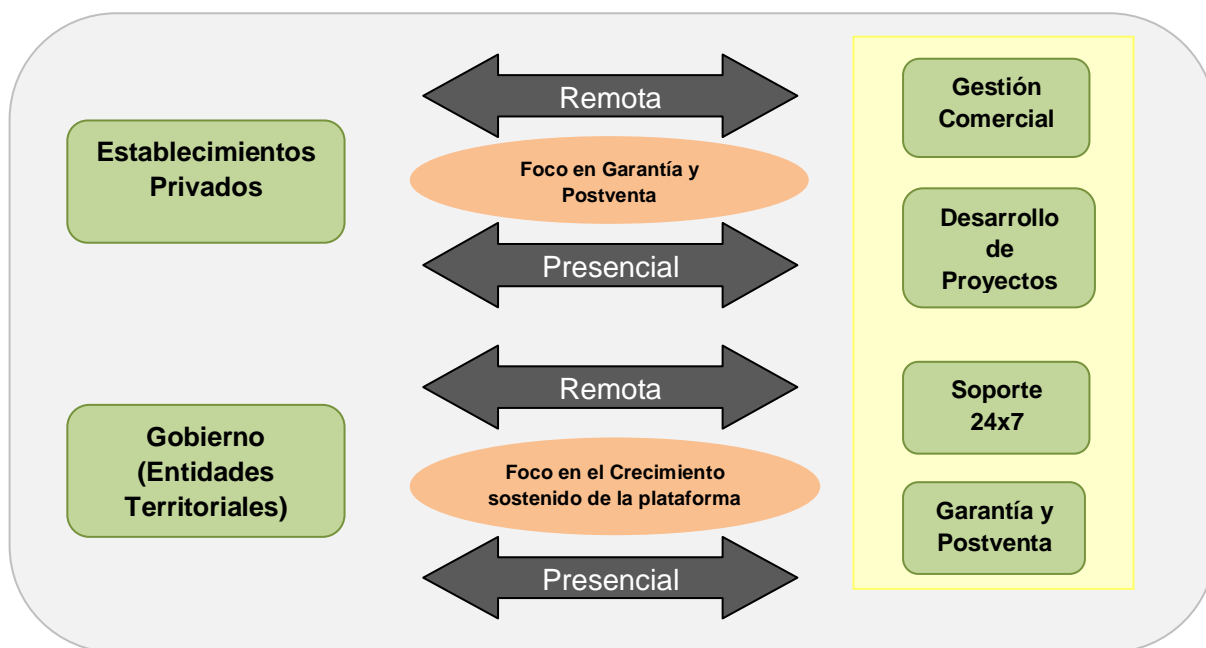 Establecimientos
Privados
Gobierno
(Entidades
Territoriales)
Remota
Foco en Garantía y
Postventa
Presencial
Remota
Foco en el Crecimiento
sostenido de la plataforma
Presencial
Gestión
Comercial
Desarrollo
de
Proyectos
Soporte
24x7
Garantía y
Postventa